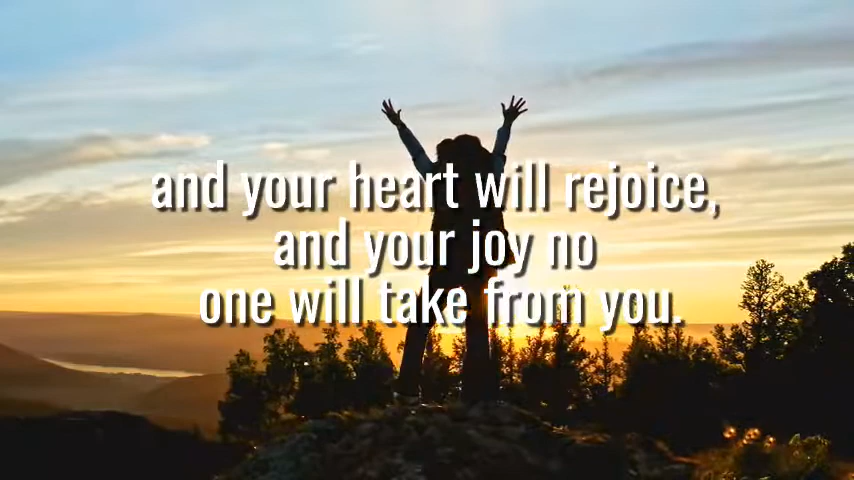 and your heart will rejoice,
and your joy no
one will take from you.